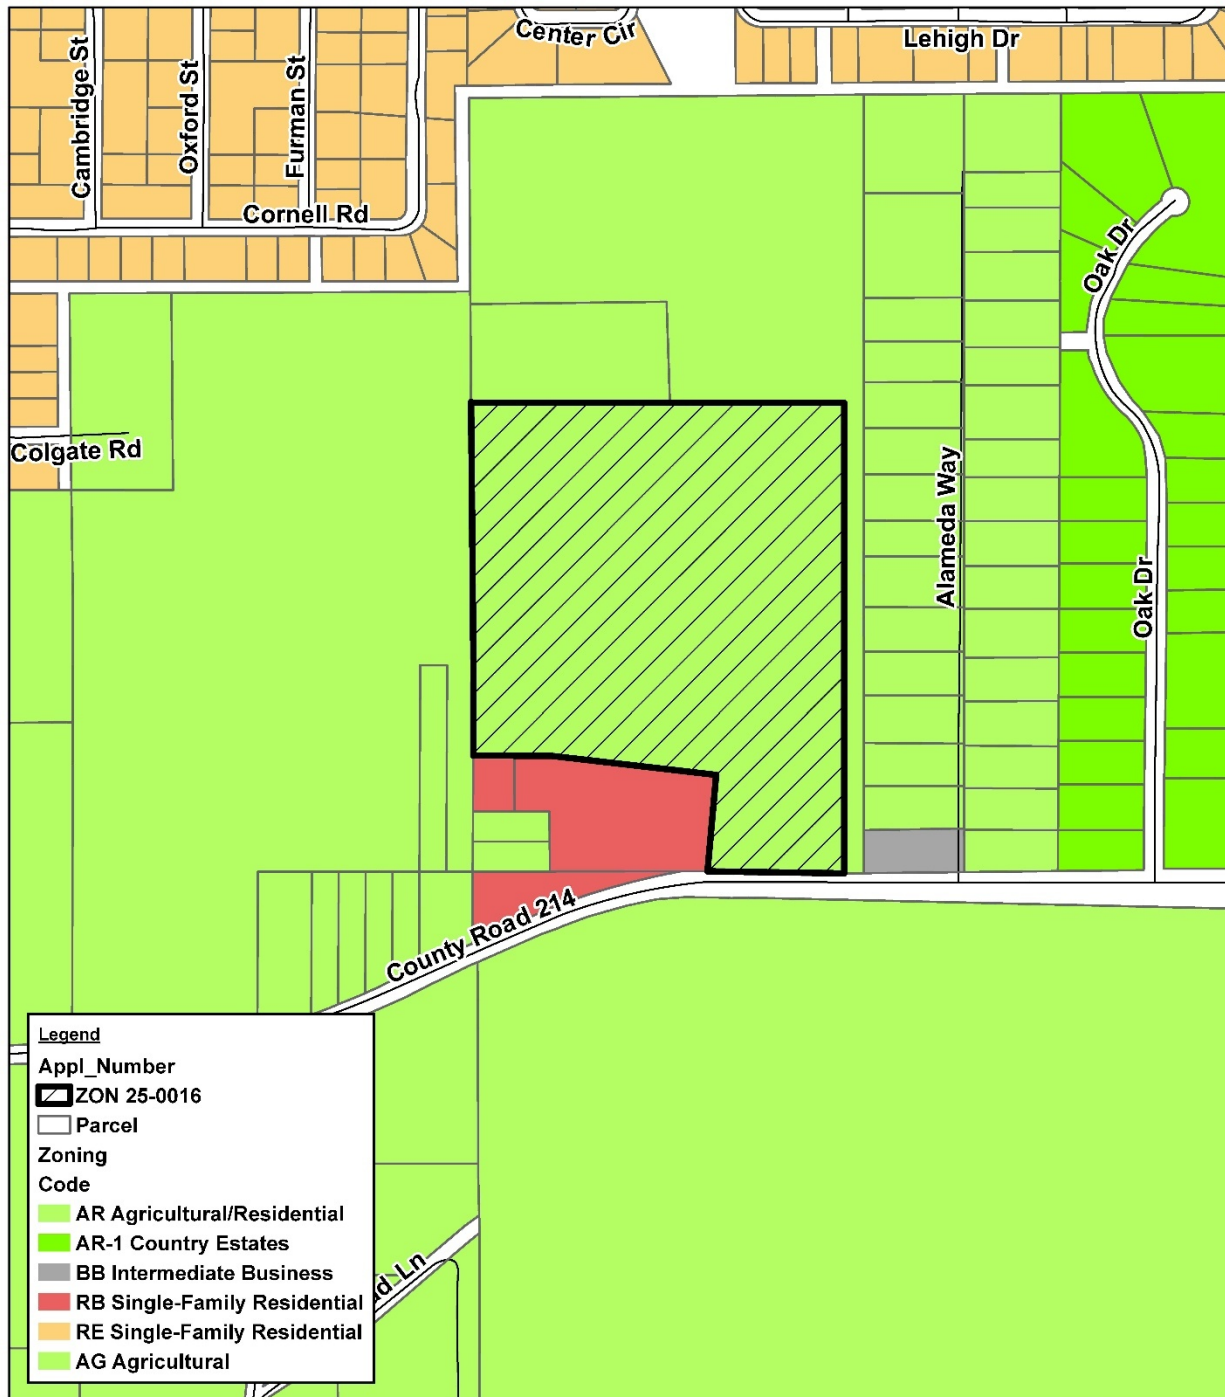 Center Cir
Lehigh Dr
Cambridge St
Oxford St
Furman St
Cornell Rd
Oak Dr
Colgate Rd
Alameda Way
Oak Dr
County Road 214
Legend
Appl_Number
ZON 25-0016
Parcel
Zoning
Code
AR Agricultural/Residential
AR-1 Country Estates
BB Intermediate Business
RB Single-Family Residential
RE Single-Family Residential
AG Agricultural
Ln